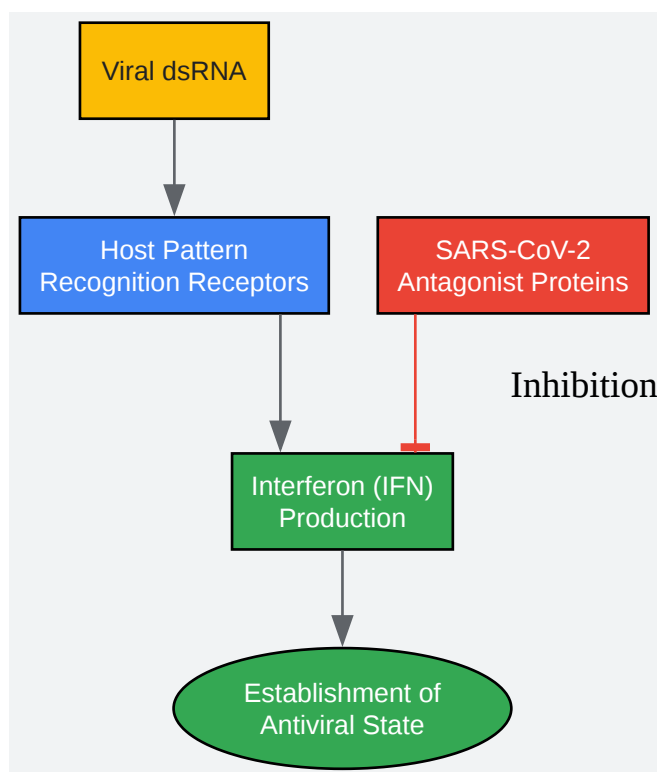 Viral dsRNA
Host Pattern
Recognition Receptors
SARS-CoV-2
Antagonist Proteins
Inhibition
Interferon (IFN)
Production
Establishment of
Antiviral State